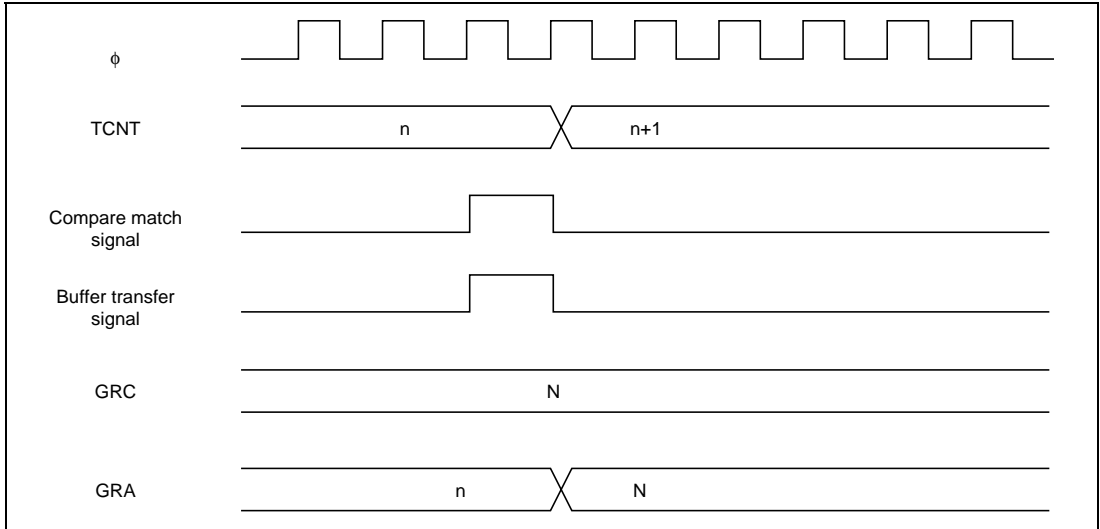 ϕ
TCNT
n
n+1
Compare match
signal
Buffer transfer
signal
GRC
N
GRA
n
N